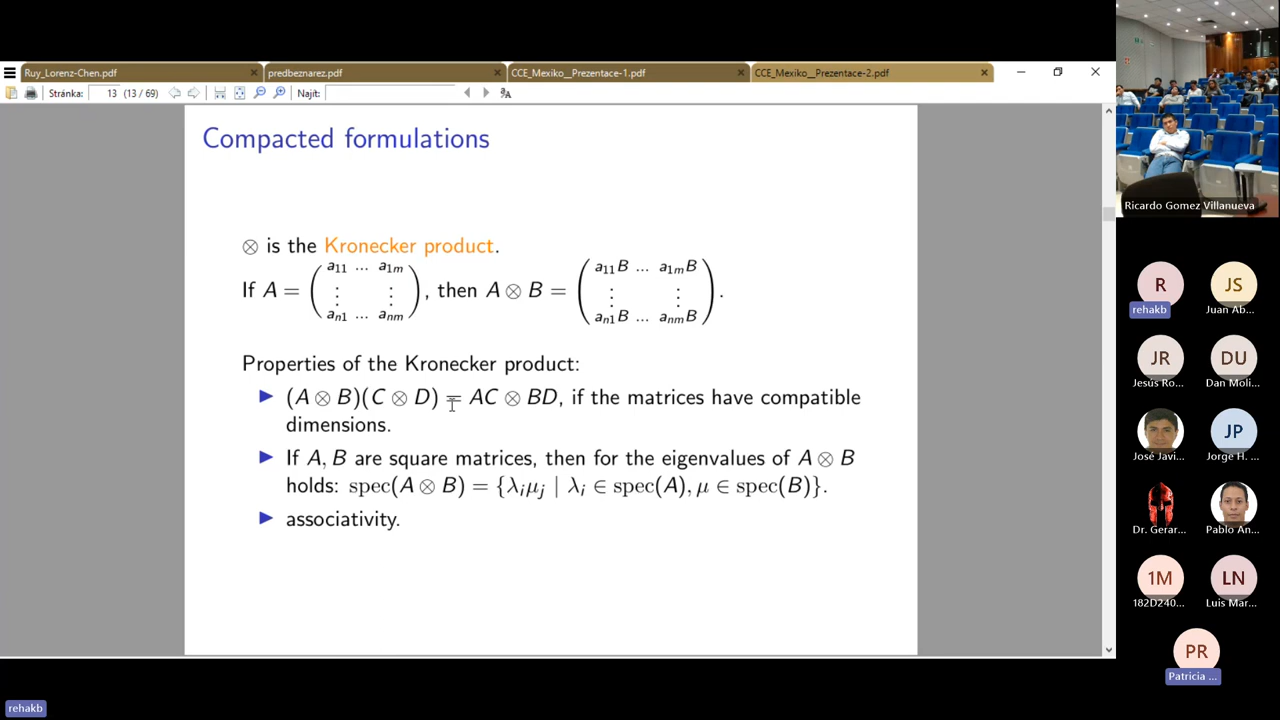 Ruy_Lorenz-Chen.pdf
predbeznarez.pdf
CCE_Mexiko__Prezentace-1.pdf
CCE_Mexiko__Prezentace-2.pdf
Stránka: 13 (13 / 69)
Najít:
Compacted formulations
⊗ is the Kronecker product.
If A = ( a11 ... a1m ⋮ ⋮ an1 ... anm ), then A ⊗ B = ( a11B ... a1mB ⋮ ⋮ an1B ... anmB ).
Properties of the Kronecker product:
▶ (A ⊗ B)(C ⊗ D) = AC ⊗ BD, if the matrices have compatible
dimensions.
▶ If A, B are square matrices, then for the eigenvalues of A ⊗ B
holds: spec(A ⊗ B) = {λiμj | λi ∈ spec(A), μ ∈ spec(B)}.
▶ associativity.
Ricardo Gomez Villanueva
R
rehakb
JS
Juan Ab...
JR
Jesús Ro...
DU
Dan Moli...
José Javi...
JP
Jorge H. ...
Dr. Gerar...
Pablo An...
1M
182D240...
LN
Luis Mar...
PR
Patricia ...
rehakb